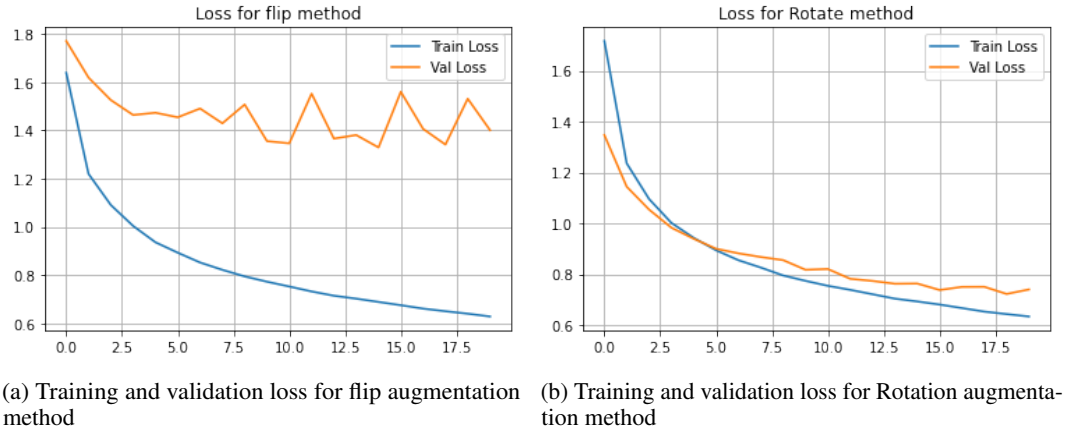 Loss for flip method
1.8
1.6
1.4
1.2
1.0
0.8
0.6
Train Loss
Val Loss
0.0 2.5 5.0 7.5 10.0 12.5 15.0 17.5
(a) Training and validation loss for flip augmentation
method
Loss for Rotate method
1.6
1.4
1.2
1.0
0.8
0.6
Train Loss
Val Loss
0.0 2.5 5.0 7.5 10.0 12.5 15.0 17.5
(b) Training and validation loss for Rotation augmenta-
tion method